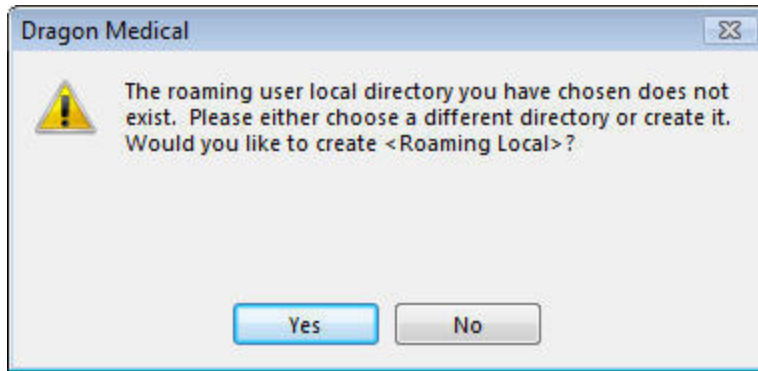 Dragon Medical
The roaming user local directory you have chosen does not
exist.  Please either choose a different directory or create it.
Would you like to create <Roaming Local>?
Yes No